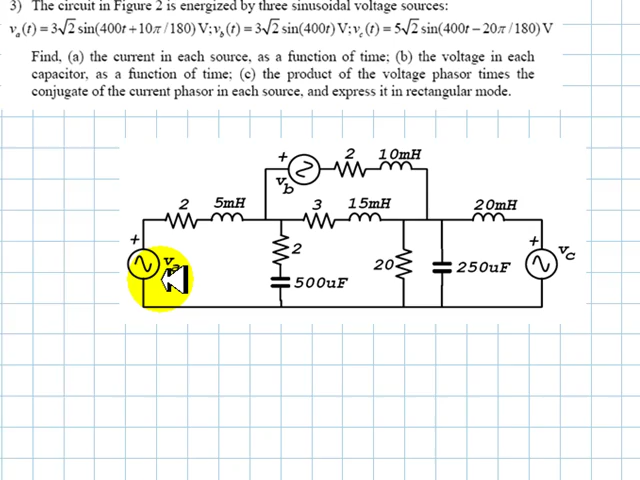 3) The circuit in Figure 2 is energized by three sinusoidal voltage sources:
vₐ(t) = 3√2 sin(400t + 10π / 180) V; v_b(t) = 3√2 sin(400t) V; v_c(t) = 5√2 sin(400t − 20π / 180) V
Find, (a) the current in each source, as a function of time; (b) the voltage in each
capacitor, as a function of time; (c) the product of the voltage phasor times the
conjugate of the current phasor in each source, and express it in rectangular mode.
+ 2 10mH
v_b
2 5mH 3 15mH 20mH
+ + v_c
2
20 250uF
500uF